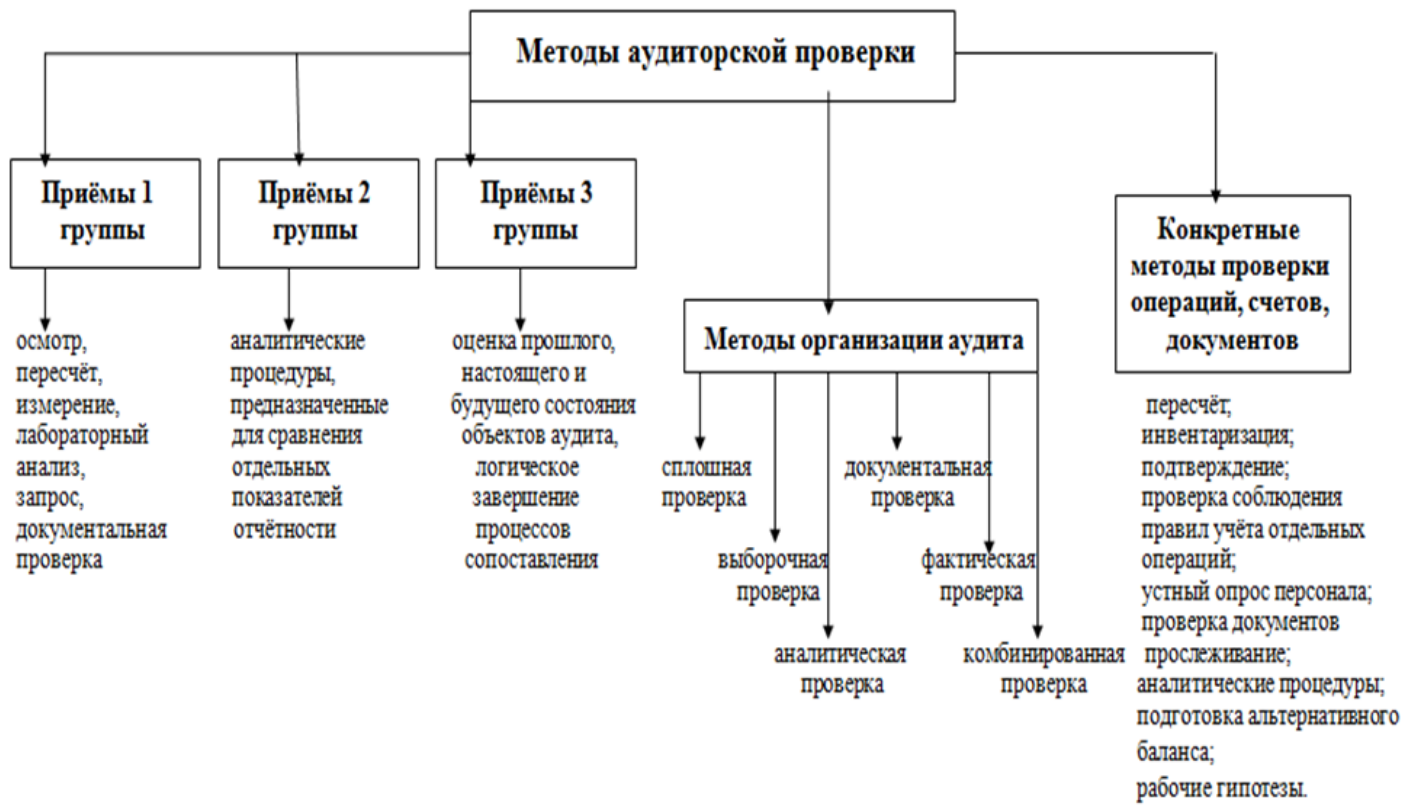 Методы аудиторской проверки
Приёмы 1
группы
осмотр,
пересчёт,
измерение,
лабораторный
анализ,
запрос,
документальная
проверка
Приёмы 2
группы
аналитические
процедуры,
предназначенные
для сравнения
отдельных
показателей
отчётности
Приёмы 3
группы
оценка прошлого,
настоящего и
будущего состояния
объектов аудита,
логическое
завершение
процессов
сопоставления
Методы организации аудита
сплошная
проверка
выборочная
проверка
аналитическая
проверка
документальная
проверка
фактическая
проверка
комбинированная
проверка
Конкретные
методы проверки
операций, счетов,
документов
пересчёт;
инвентаризация;
подтверждение;
проверка соблюдения
правил учёта отдельных
операций;
устный опрос персонала;
проверка документов
прослеживание;
аналитические процедуры;
подготовка альтернативного
баланса;
рабочие гипотезы.